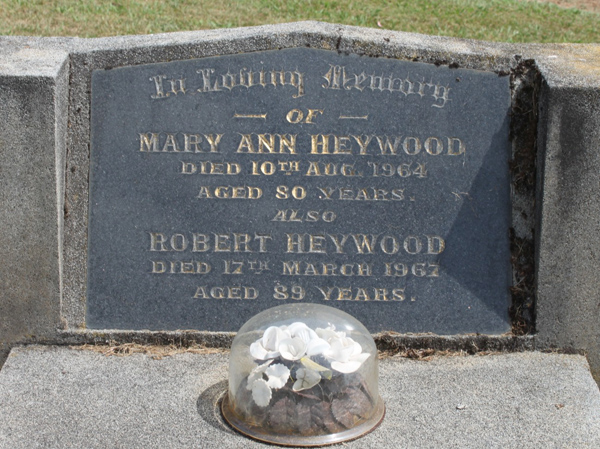 In Loving Memory
— OF —
MARY ANN HEYWOOD
DIED 10TH AUG. 1964
AGED 80 YEARS.
ALSO
ROBERT HEYWOOD
DIED 17TH MARCH 1967
AGED 89 YEARS.